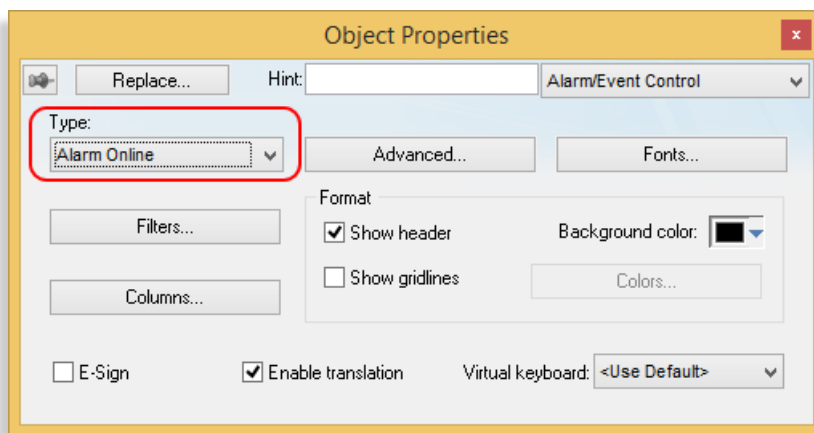 Object Properties
x
Replace... Hint: Alarm/Event Control
Type:
Alarm Online Advanced... Fonts...
Format
Filters... Show header Background color:
Show gridlines Colors...
Columns...
E-Sign Enable translation Virtual keyboard: <Use Default>